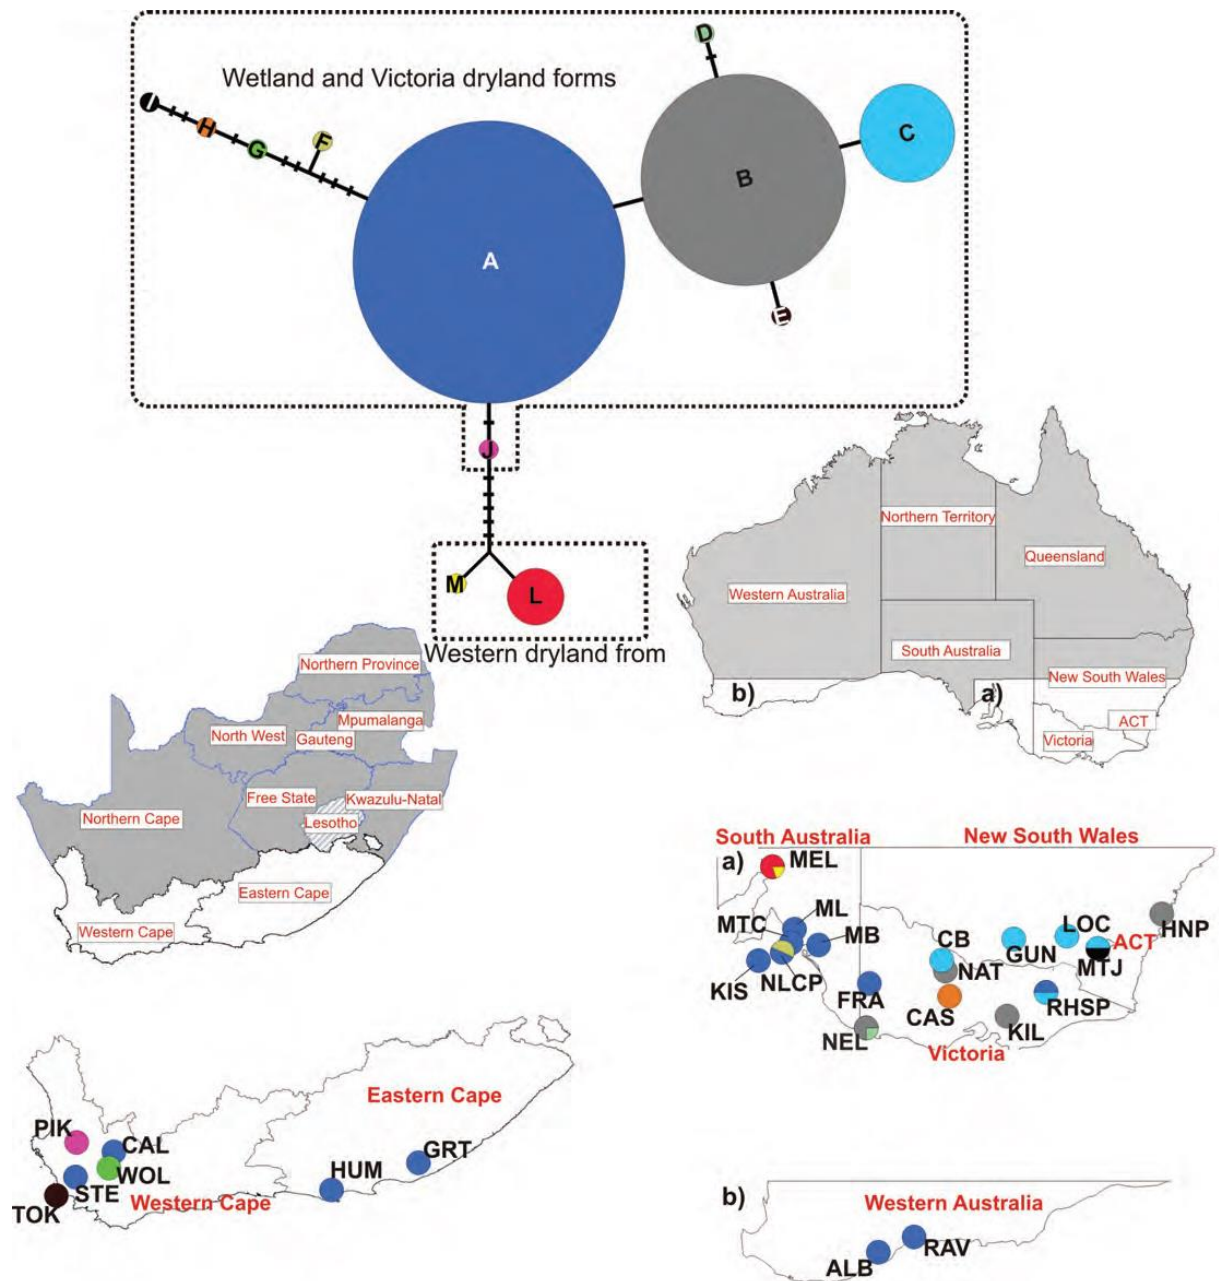 Wetland and Victoria dryland forms
D
I
H
G
F
A
B
C
E
J
M
L
Western dryland from
Northern Province
Mpumalanga
North West
Gauteng
Free State
Kwazulu-Natal
Northern Cape
Lesotho
Eastern Cape
Western Cape
Northern Territory
Queensland
Western Australia
South Australia
New South Wales
b)
a)
ACT
Victoria
South Australia
New South Wales
a)
MEL
ML
MTC
MB
KIS
NLCP
FRA
NEL
CB
NAT
CAS
GUN
LOC
ACT
MTJ
HNP
RHSP
KIL
Victoria
Eastern Cape
PIK
CAL
WOL
STE
TOK
Western Cape
HUM
GRT
b)
Western Australia
ALB
RAV